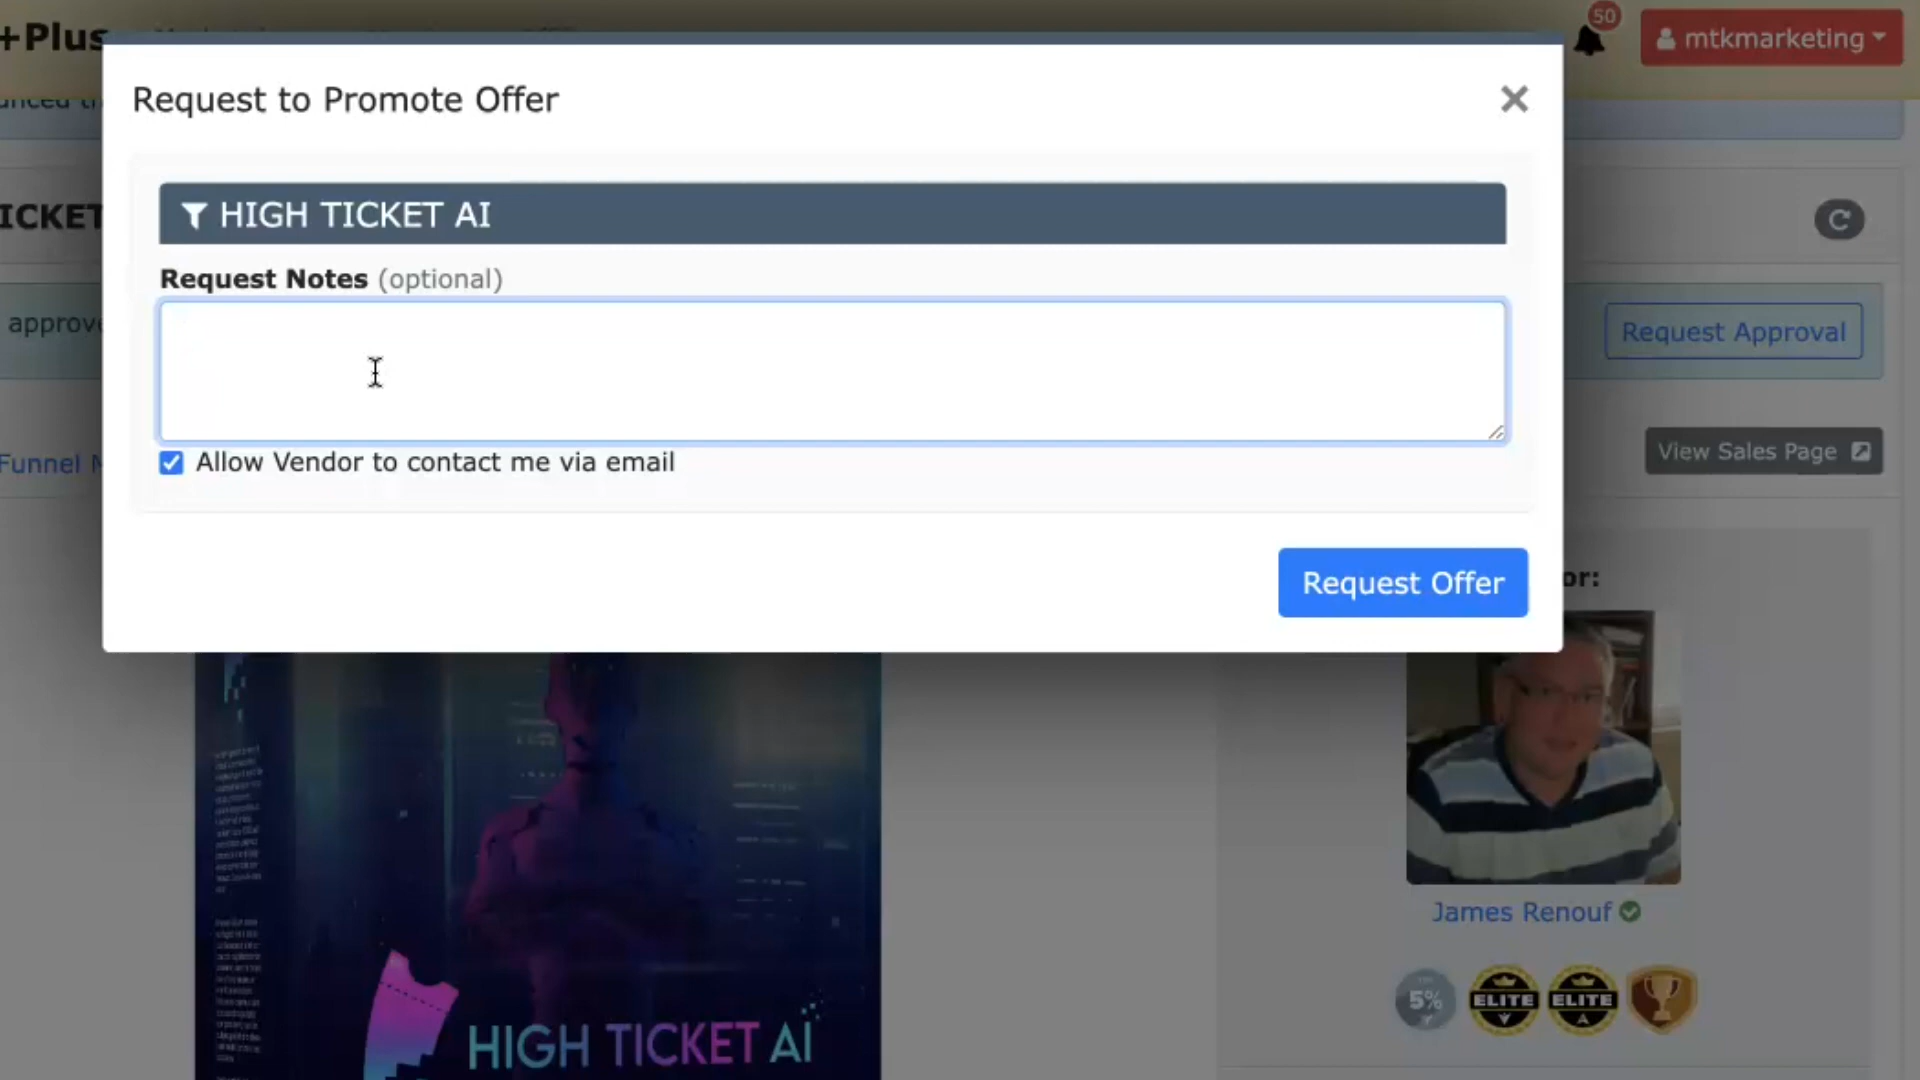 +Plus
50
mtkmarketing
Request to Promote Offer
ICKET
HIGH TICKET AI
Request Notes (optional)
approve
Request Approval
Allow Vendor to contact me via email
Funnel
View Sales Page
Request Offer
or:
James Renouf
5%
ELITE
ELITE
HIGH TICKET AI